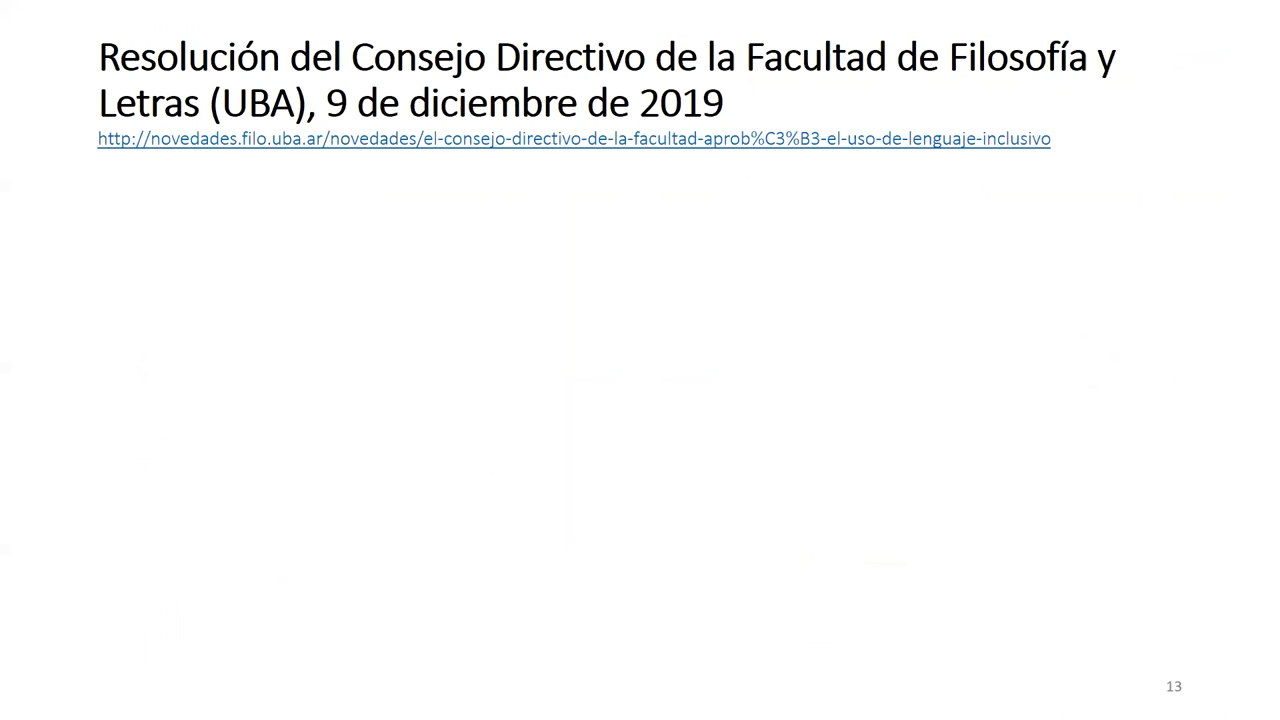 Resolución del Consejo Directivo de la Facultad de Filosofía y
Letras (UBA), 9 de diciembre de 2019
http://novedades.filo.uba.ar/novedades/el-consejo-directivo-de-la-facultad-aprob%C3%B3-el-uso-de-lenguaje-inclusivo
13